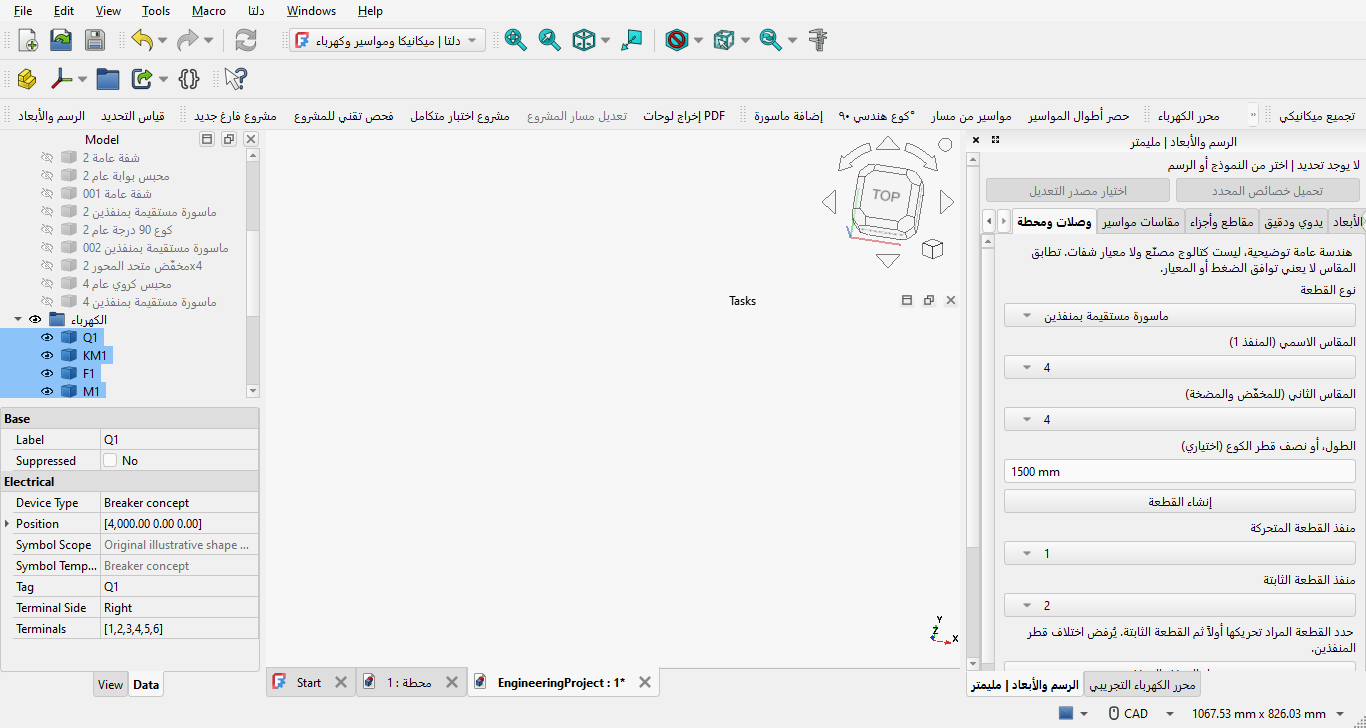 File Edit View Tools Macro دلتا Windows Help
دلتا | ميكانيكا ومواسير وكهرباء
الرسم والأبعاد قياس التحديد مشروع فارغ جديد فحص تقني للمشروع مشروع اختبار متكامل تعديل مسار المشروع PDF إخراج لوحات إضافة ماسورة كوع هندسي ٩٠° مواسير من مسار حصر أطوال المواسير محرر الكهرباء » تجميع ميكانيكي
Model
شفة عامة 2
محبس بوابة عام 2
شفة عامة 001
ماسورة مستقيمة بمنفذين 2
كوع 90 درجة عام 2
ماسورة مستقيمة بمنفذين 002
مخفّض متحد المحور 2x4
محبس كروي عام 4
ماسورة مستقيمة بمنفذين 4
الكهرباء
Q1
KM1
F1
M1
Base
Label Q1
Suppressed No
Electrical
Device Type Breaker concept
Position [4,000.00 0.00 0.00]
Symbol Scope Original illustrative shape ...
Symbol Temp... Breaker concept
Tag Q1
Terminal Side Right
Terminals [1,2,3,4,5,6]
View Data
TOP
Tasks
Y
Z
X
Start
محطة : 1
EngineeringProject : 1*
الرسم والأبعاد | مليمتر
لا يوجد تحديد | اختر من النموذج أو الرسم
تحميل خصائص المحدد
اختيار مصدر التعديل
الأبعاد يدوي ودقيق مقاطع وأجزاء مقاسات مواسير وصلات ومحطة
هندسة عامة توضيحية، ليست كتالوج مصنّع ولا معيار شفات. تطابق
المقاس لا يعني توافق الضغط أو المعيار.
نوع القطعة
ماسورة مستقيمة بمنفذين
المقاس الاسمي (المنفذ 1)
4
المقاس الثاني (للمخفّض والمضخة)
4
الطول، أو نصف قطر الكوع (اختياري)
1500 mm
إنشاء القطعة
منفذ القطعة المتحركة
1
منفذ القطعة الثابتة
2
حدد القطعة المراد تحريكها أولاً ثم القطعة الثابتة. يُرفض اختلاف قطر
المنفذين.
الرسم والأبعاد | مليمتر
محرر الكهرباء التجريبي
CAD
1067.53 mm x 826.03 mm